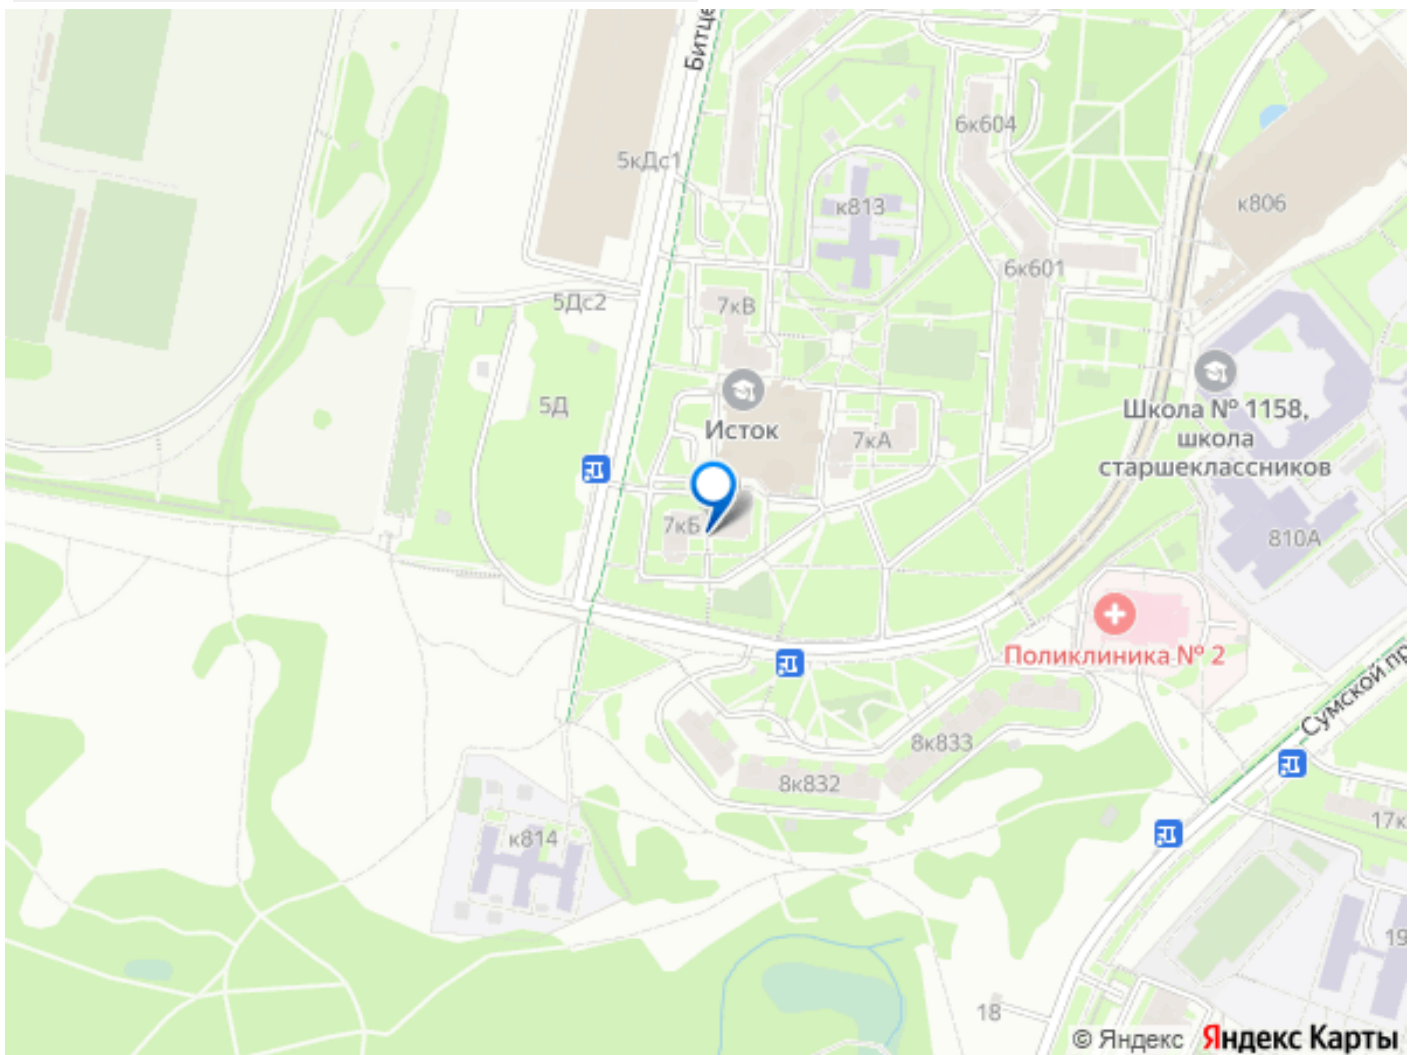 Битце
5кДс1
6к604
к813
к806
6к601
5Дс2
7кВ
5Д
Исток
7кА
Школа № 1158,
школа
старшеклассников
7кБ
810А
Поликлиника № 2
Сумской пр
8к833
8к832
17к
к814
19
18
© Яндекс Яндекс Карты